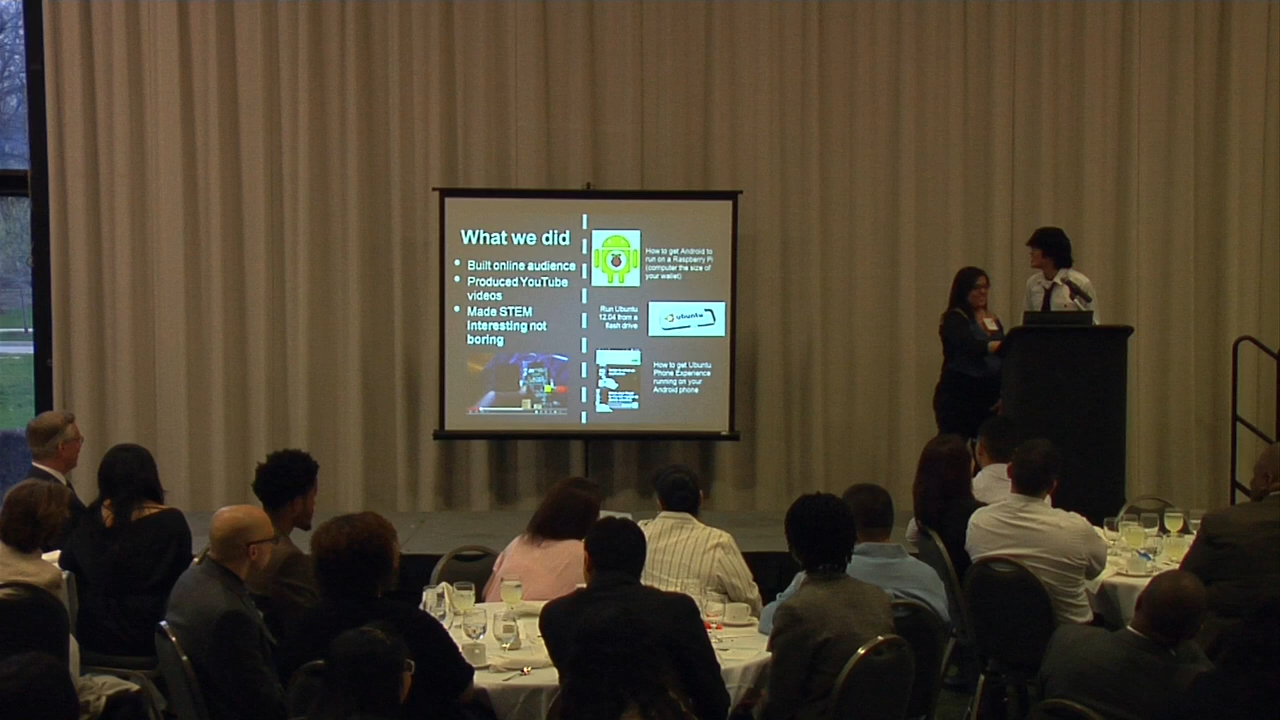 What we did
• Built online audience
• Produced YouTube
videos
• Made STEM
interesting not
boring
How to get Android to
run on a Raspberry Pi
(computer the size of
your wallet)
Run Ubuntu
12.04 from a
flash drive
ubuntu
How to get Ubuntu
Phone Experience
running on your
Android phone